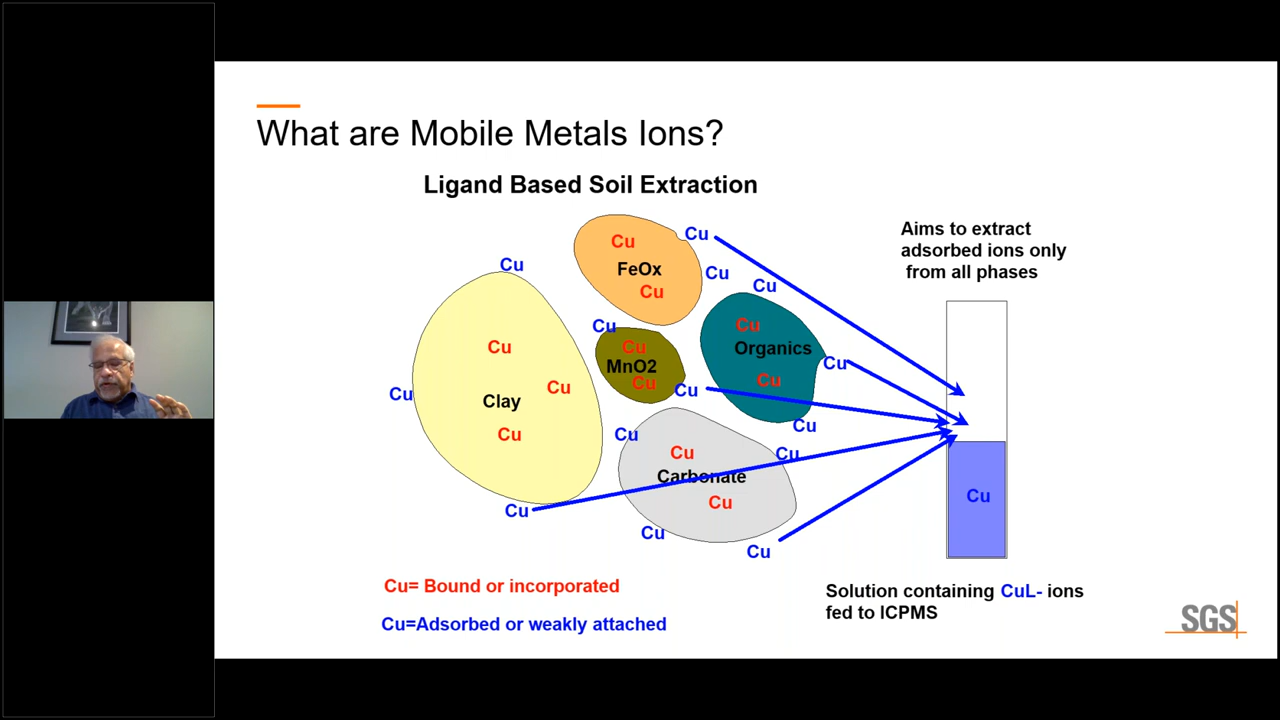 What are Mobile Metals Ions?
Ligand Based Soil Extraction
Aims to extract
adsorbed ions only
from all phases
Cu
Cu
FeOx
Cu
Cu
Cu
Cu
Cu
Cu
Organics
Cu
Cu
Cu
Cu
MnO2
Cu
Cu
Cu
Cu
Cu
Clay
Cu
Cu
Cu
Cu
Cu
Carbonate
Cu
Cu
Cu
Cu
Cu
Cu
Cu= Bound or incorporated
Cu=Adsorbed or weakly attached
Solution containing CuL- ions
fed to ICPMS
SGS